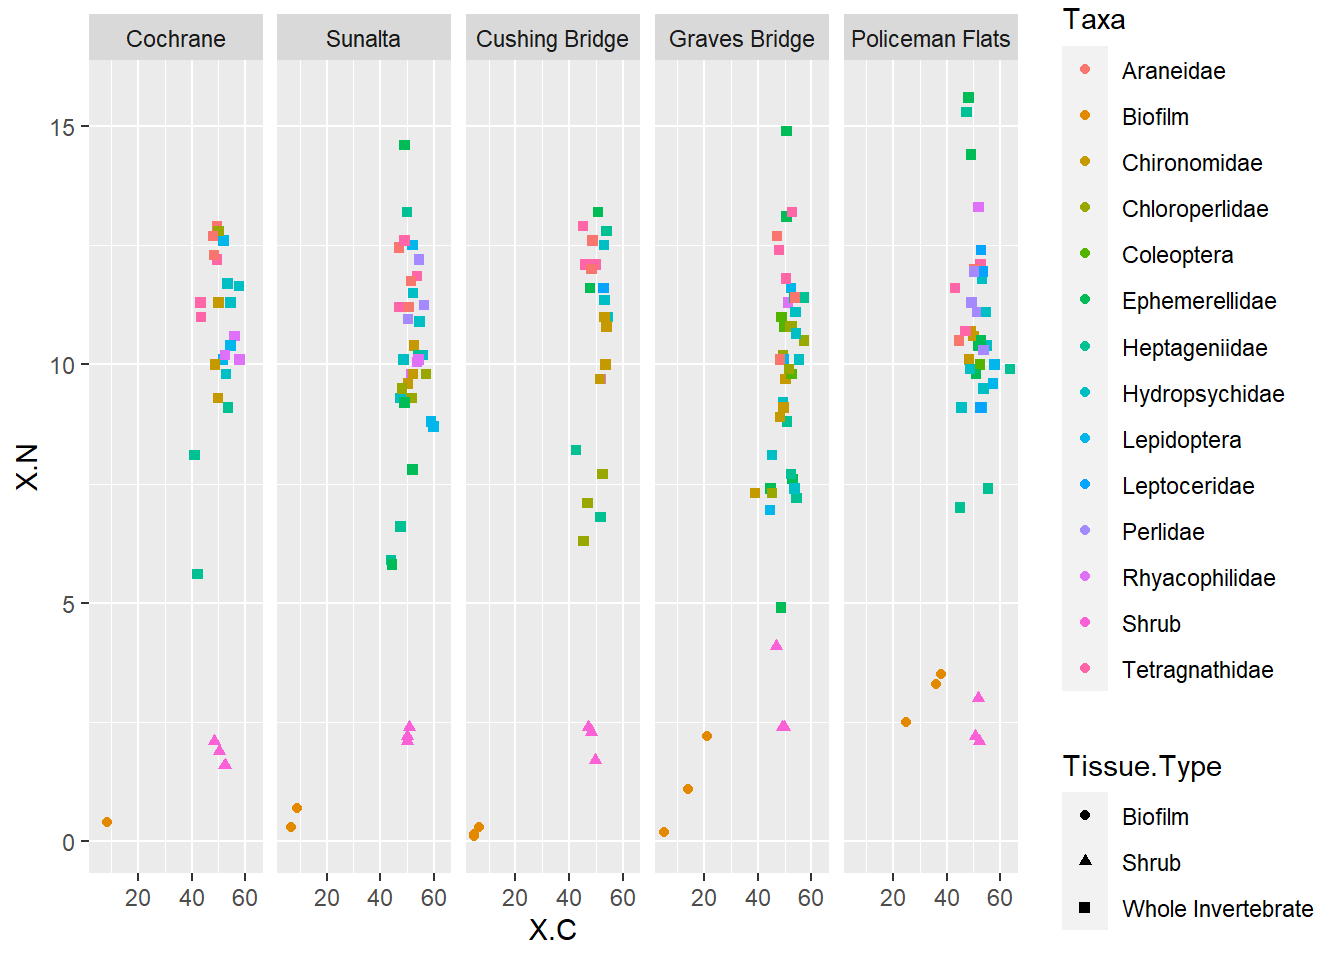 Cochrane
Sunalta
Cushing Bridge
Graves Bridge
Policeman Flats
X.N
15
10
5
0
20 40 60
20 40 60
20 40 60
20 40 60
20 40 60
X.C
Taxa
Araneidae
Biofilm
Chironomidae
Chloroperlidae
Coleoptera
Ephemerellidae
Heptageniidae
Hydropsychidae
Lepidoptera
Leptoceridae
Perlidae
Rhyacophilidae
Shrub
Tetragnathidae
Tissue.Type
Biofilm
Shrub
Whole Invertebrate